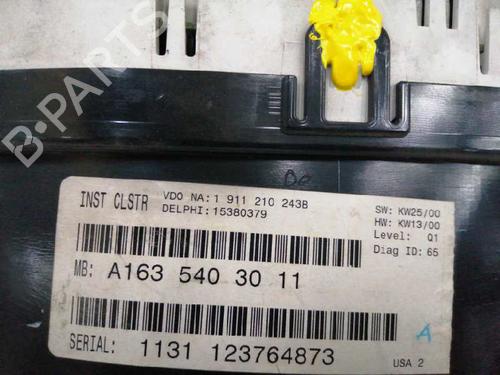 B-PARTS
INST CLSTR
VDO NA: 1 911 210 243B
DELPHI: 15380379
SW: KW25/00
HW: KW13/00
Level: Q1
Diag ID: 65
MB: A163 540 30 11
A
SERIAL: 1131 123764873
USA 2